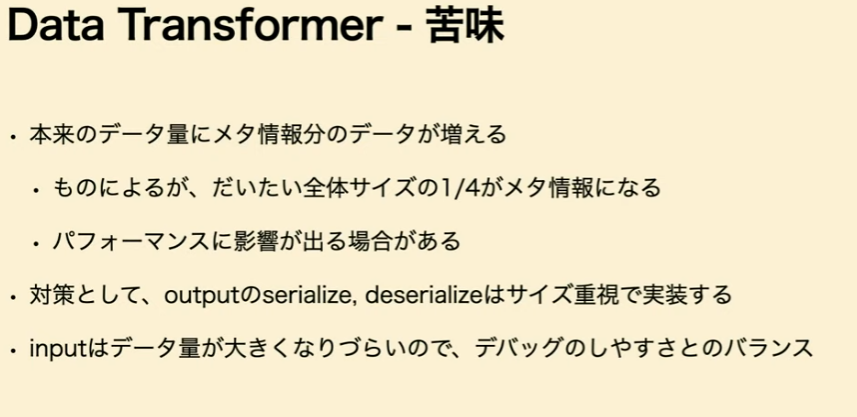 Data Transformer - 苦味
・本来のデータ量にメタ情報分のデータが増える
・ものによるが、だいたい全体サイズの1/4がメタ情報になる
・パフォーマンスに影響が出る場合がある
・対策として、outputのserialize, deserializeはサイズ重視で実装する
・inputはデータ量が大きくなりづらいので、デバッグのしやすさとのバランス